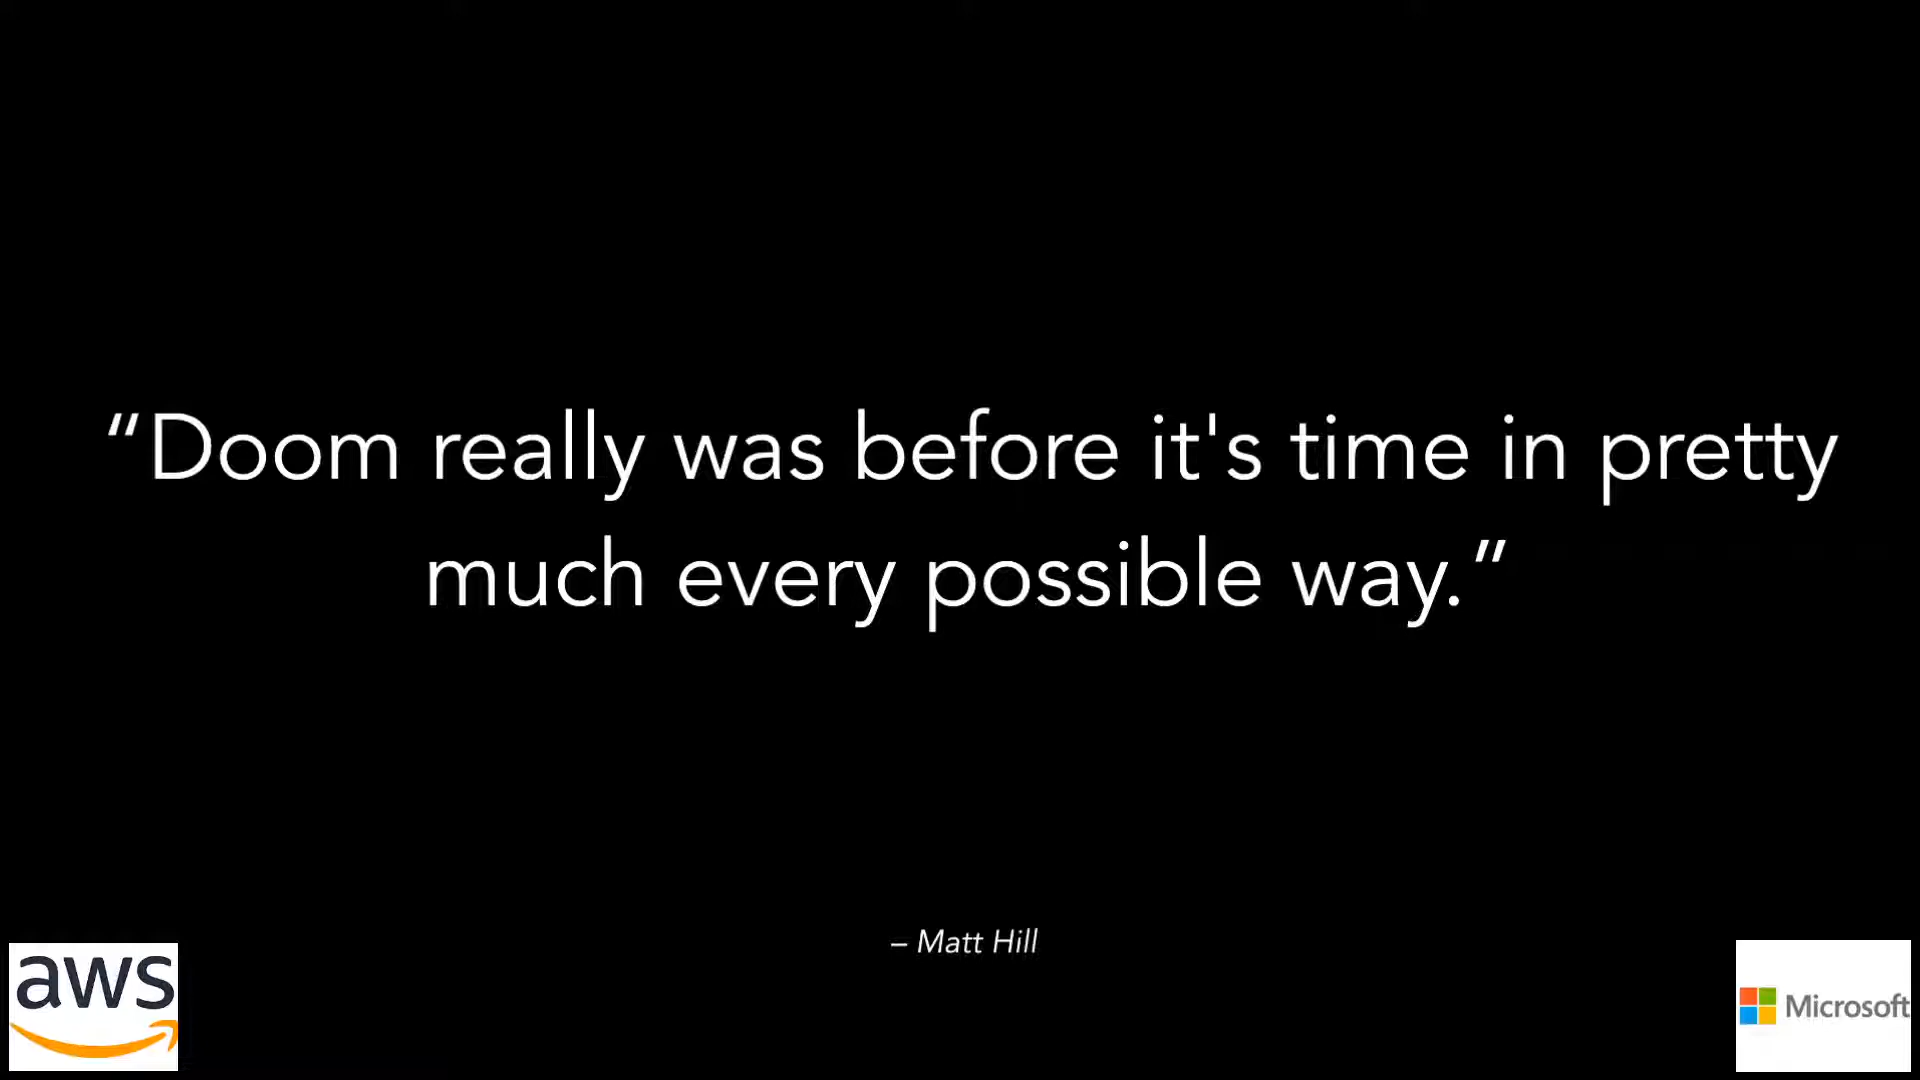 “Doom really was before it's time in pretty
much every possible way.”
– Matt Hill
aws
Microsoft